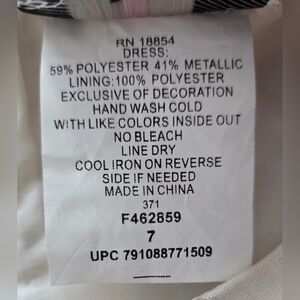 RN 18854
DRESS:
59% POLYESTER 41% METALLIC
LINING:100% POLYESTER
EXCLUSIVE OF DECORATION
HAND WASH COLD
WITH LIKE COLORS INSIDE OUT
NO BLEACH
LINE DRY
COOL IRON ON REVERSE
SIDE IF NEEDED
MADE IN CHINA
371
F462859
7
UPC 791088771509